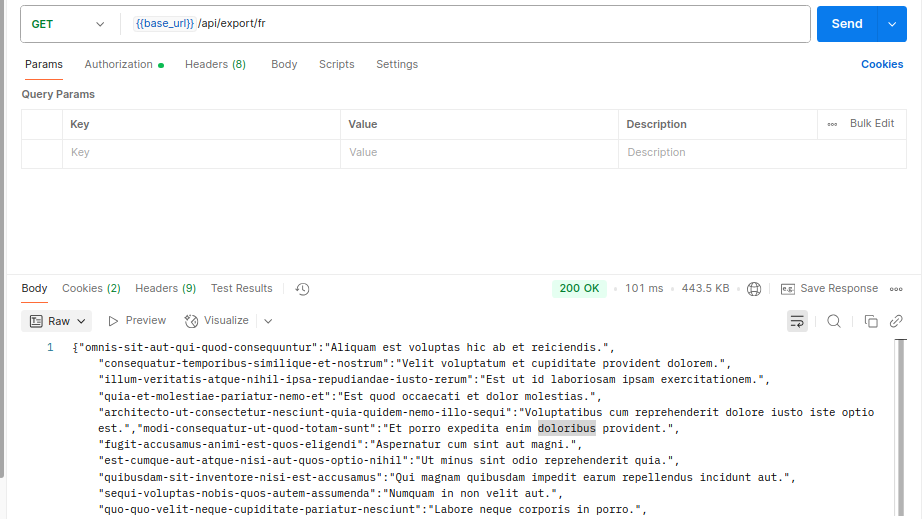 GET {{base_url}} /api/export/fr Send
Params Authorization Headers (8) Body Scripts Settings Cookies
Query Params
Key Value Description Bulk Edit
Key Value Description
Body Cookies (2) Headers (9) Test Results 200 OK 101 ms 443.5 KB Save Response
Raw Preview Visualize
1 {"omnis-sit-aut-qui-quod-consequuntur":"Aliquam est voluptas hic ab et reiciendis.",
"consequatur-temporibus-similique-et-nostrum":"Velit voluptatum et cupiditate provident dolorem.",
"illum-veritatis-atque-nihil-ipsa-repudiandae-iusto-rerum":"Est ut id laboriosam ipsam exercitationem.",
"quia-et-molestiae-pariatur-nemo-et":"Est quod occaecati et dolor molestias.",
"architecto-ut-consectetur-nesciunt-quia-quidem-nemo-illo-sequi":"Voluptatibus cum reprehenderit dolore iusto iste optio
est.","modi-consequatur-ut-quod-totam-sunt":"Et porro expedita enim doloribus provident.",
"fugit-accusamus-animi-est-quos-eligendi":"Aspernatur cum sint aut magni.",
"est-cumque-aut-atque-nisi-aut-quos-optio-nihil":"Ut minus sint odio reprehenderit quia.",
"quibusdam-sit-inventore-nisi-est-accusamus":"Qui magnam quibusdam impedit earum repellendus incidunt aut.",
"sequi-voluptas-nobis-quos-autem-assumenda":"Numquam in non velit aut.",
"quo-quo-velit-neque-cupiditate-pariatur-nesciunt":"Labore neque corporis in porro.",